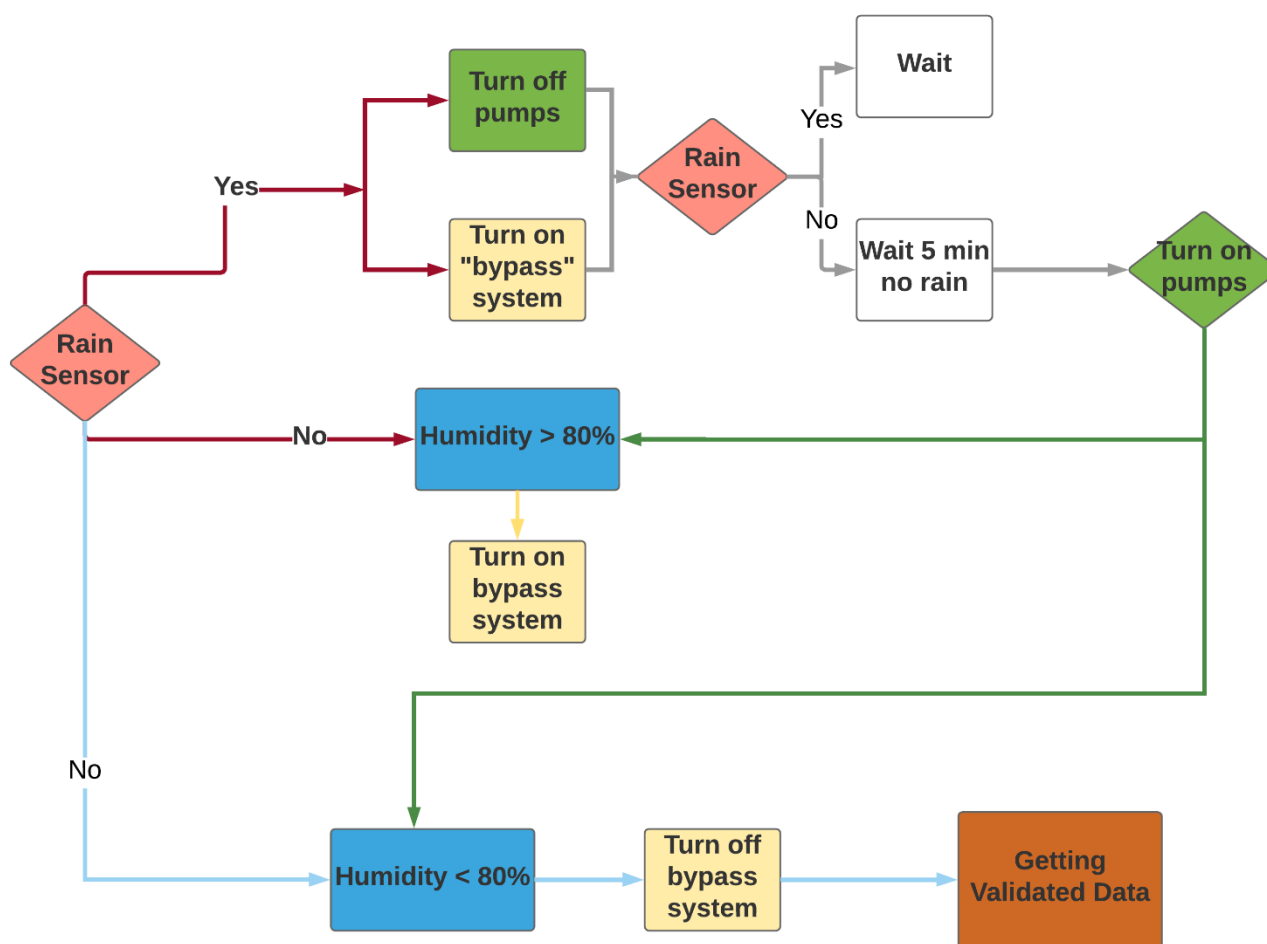 Wait
Turn off
pumps
Yes
Rain
Sensor
Yes
No
Turn on
"bypass"
system
Wait 5 min
no rain
Turn on
pumps
Rain
Sensor
No
Humidity > 80%
Turn on
bypass
system
No
Humidity < 80%
Turn off
bypass
system
Getting
Validated Data